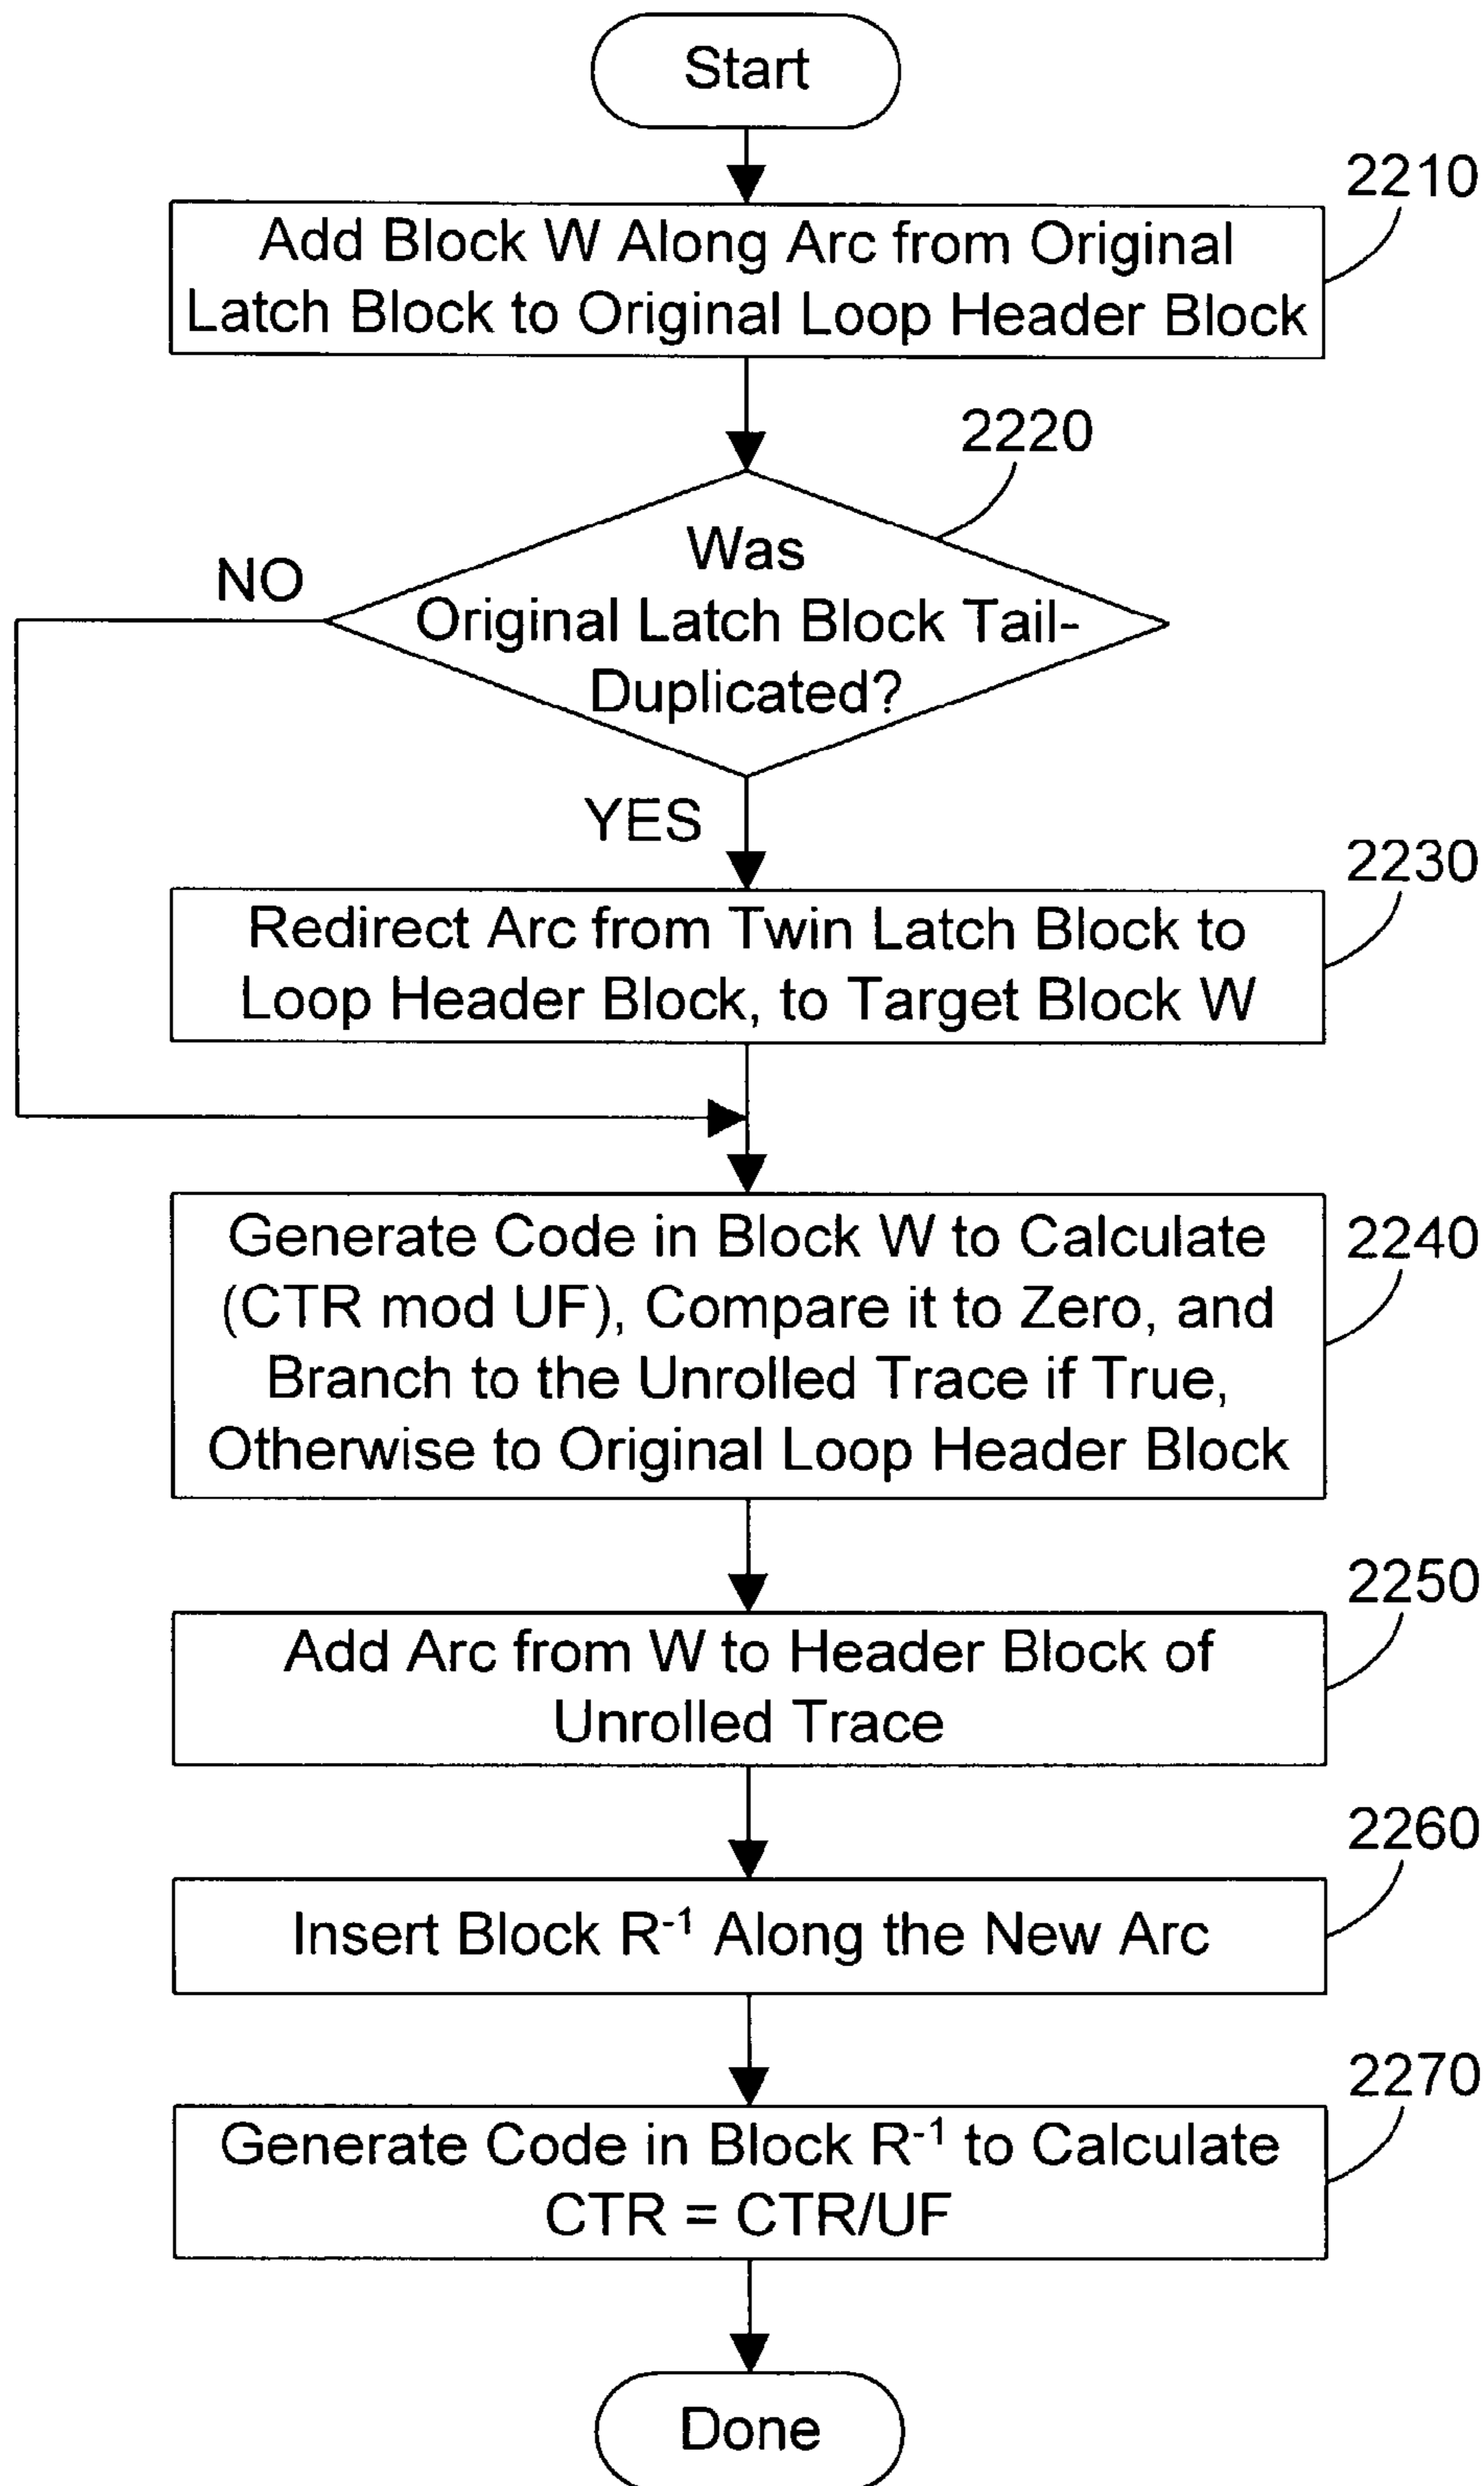 Start
2210
Add Block W Along Arc from Original
Latch Block to Original Loop Header Block
2220
Was
Original Latch Block Tail-
Duplicated?
NO
YES
2230
Redirect Arc from Twin Latch Block to
Loop Header Block, to Target Block W
2240
Generate Code in Block W to Calculate
(CTR mod UF), Compare it to Zero, and
Branch to the Unrolled Trace if True,
Otherwise to Original Loop Header Block
2250
Add Arc from W to Header Block of
Unrolled Trace
2260
Insert Block R⁻¹ Along the New Arc
2270
Generate Code in Block R⁻¹ to Calculate
CTR = CTR/UF
Done